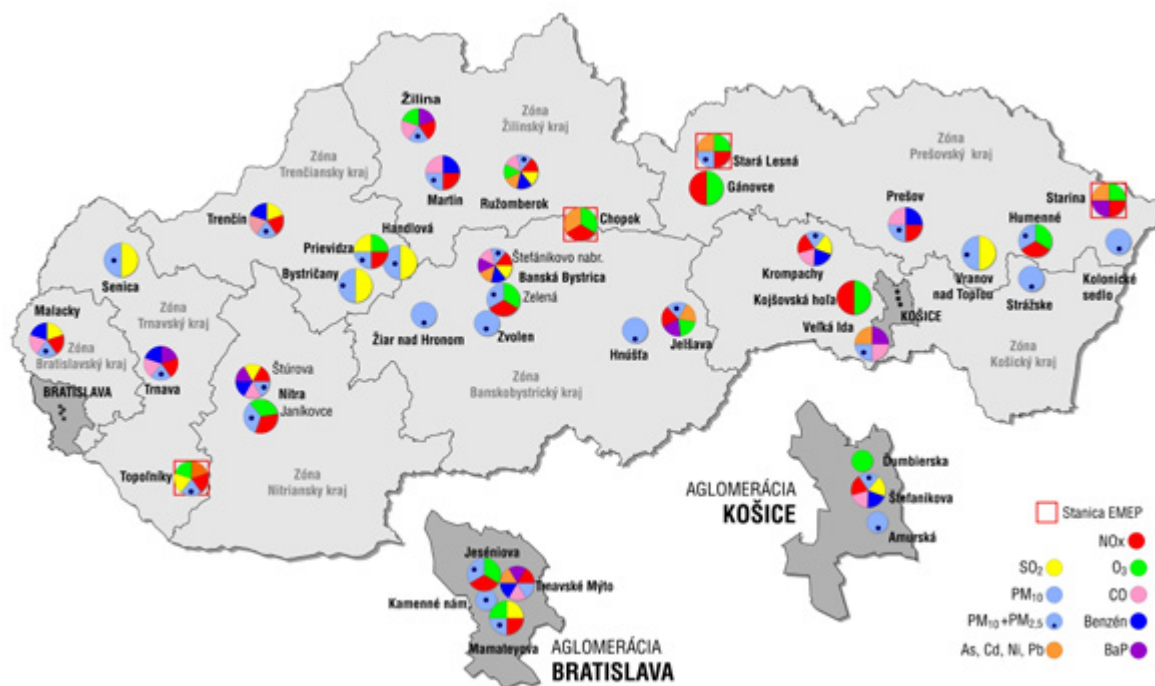 Žilina
Zóna
Žilinský kraj
Zóna
Trenčiansky kraj
Martin
Ružomberok
Stará Lesná
Gánovce
Zóna
Prešovský kraj
Starina
Trenčín
Handlová
Prievidza
Bystričany
Chopok
Prešov
Humenné
Senica
Štefánikovo nabr.
Banská Bystrica
Zelená
Krompachy
Vranov
nad Topľou
Kolonické
sedlo
Strážske
Malacky
Zóna
Trnavský kraj
Zóna
Bratislavský kraj
Žiar nad Hronom
Zvolen
Hnúšťa
Jelšava
Kojšovská hoľa
KOŠICE
Veľká Ida
Zóna
Košický kraj
BRATISLAVA
Trnava
Štúrova
Nitra
Janíkovce
Zóna
Banskobystrický kraj
Topoľníky
Zóna
Nitriansky kraj
Ďumbierska
AGLOMERÁCIA
KOŠICE
Štefánikova
Amurská
Jeséniova
Trnavské Mýto
Kamenné nám.
Mamateyova
AGLOMERÁCIA
BRATISLAVA
Stanica EMEP
NOx
SO2
O3
PM10
CO
PM10+PM2,5
Benzén
As, Cd, Ni, Pb
BaP